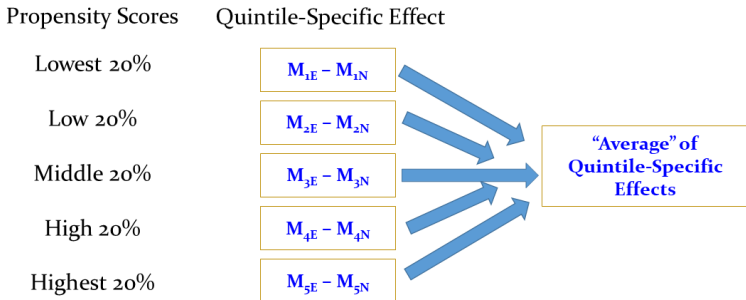 Propensity Scores Quintile-Specific Effect
Lowest 20% M1E – M1N
Low 20% M2E – M2N
Middle 20% M3E – M3N
High 20% M4E – M4N
Highest 20% M5E – M5N
“Average” of
Quintile-Specific
Effects